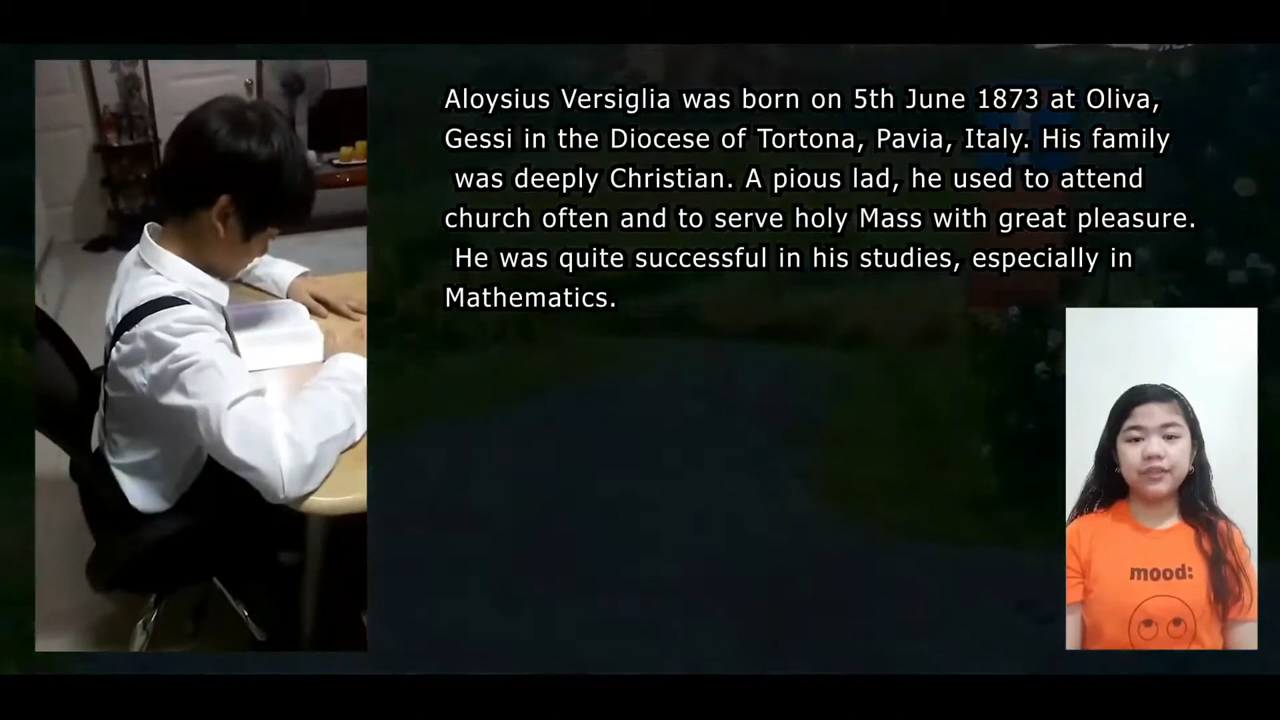 Aloysius Versiglia was born on 5th June 1873 at Oliva,
Gessi in the Diocese of Tortona, Pavia, Italy. His family
was deeply Christian. A pious lad, he used to attend
church often and to serve holy Mass with great pleasure.
He was quite successful in his studies, especially in
Mathematics.
mood: